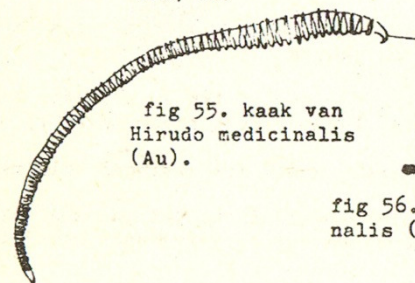 fig 55. kaak van
Hirudo medicinalis
(Au).
fig 56.
nalis (